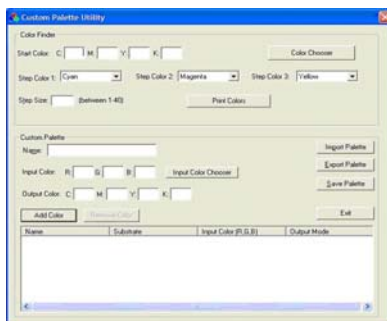 Custom Palette Utility
Color Finder
Start Color: C: M: Y: K: Color Chooser
Step Color 1: Cyan Step Color 2: Magenta Step Color 3: Yellow
Step Size: (between 1-40) Print Colors
Custom Palette
Name: Import Palette
Input Color: R: G: B: Input Color Chooser Export Palette
Output Color: C: M: Y: K: Save Palette
Add Color Remove Color Exit
Name Substrate Input Color (R,G,B) Output Mode